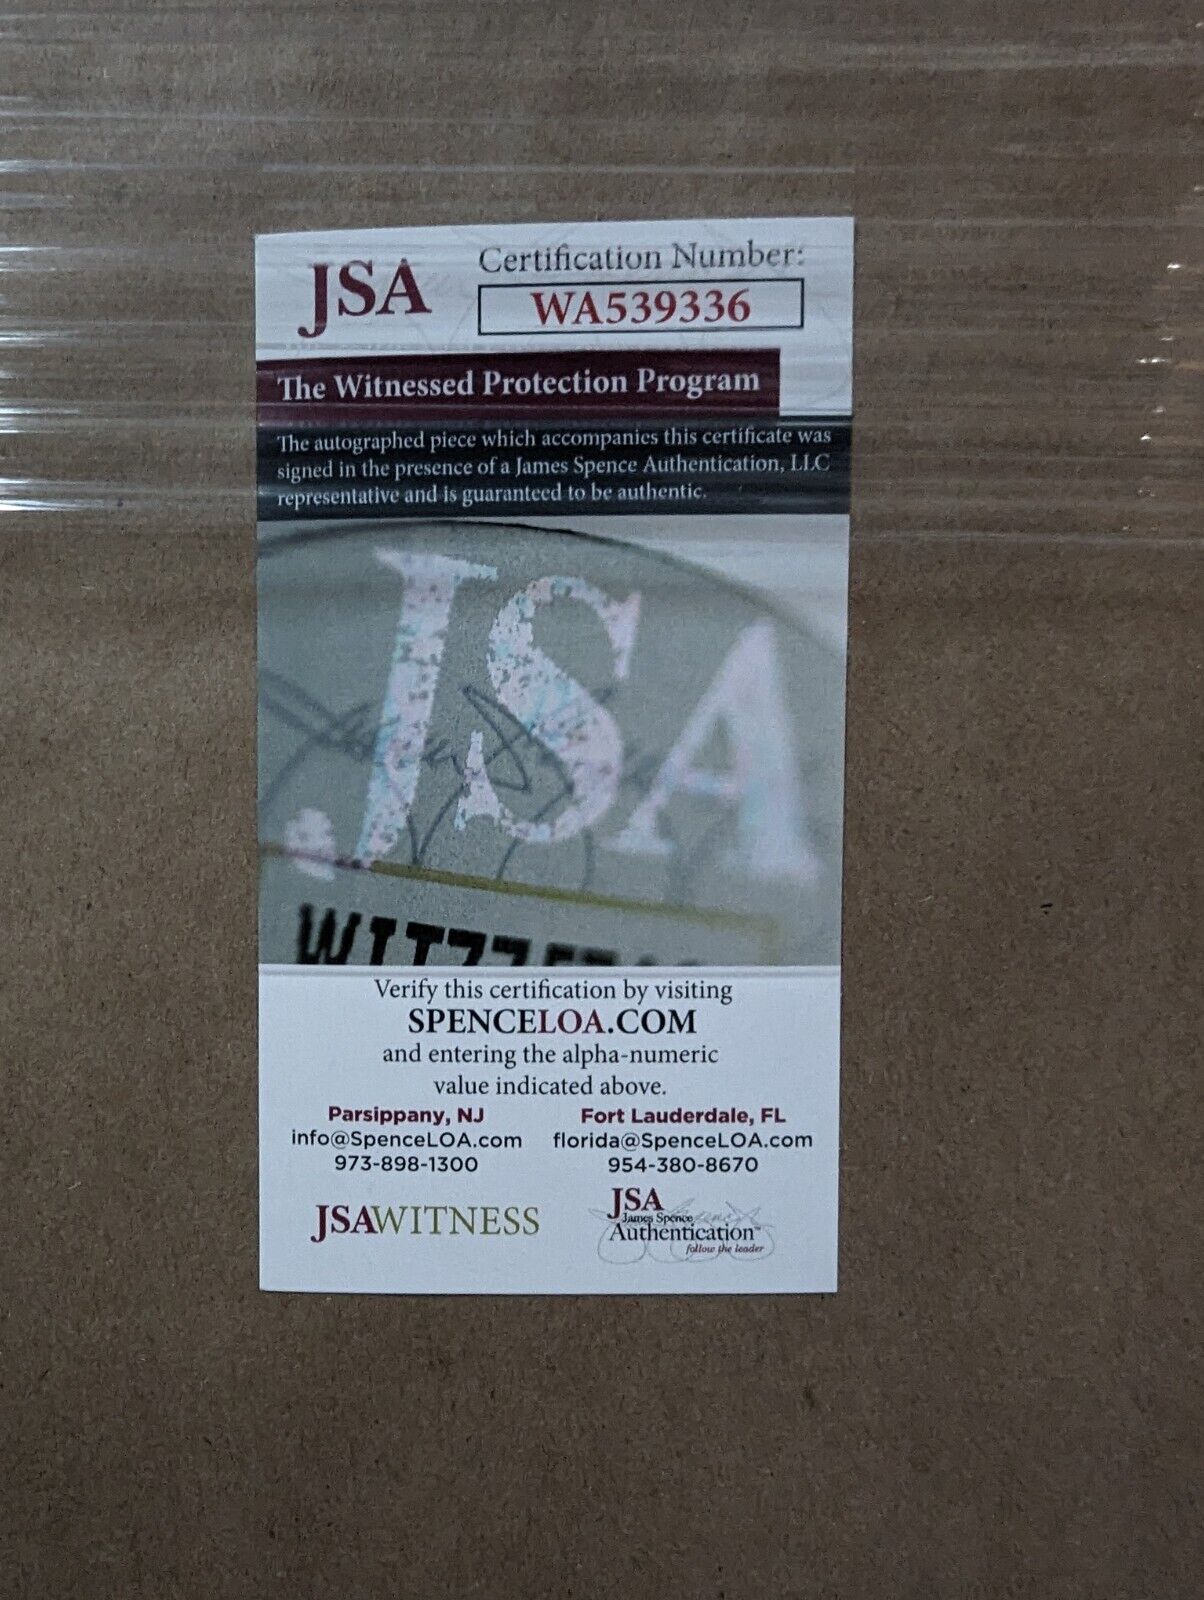 JSA
Certification Number:
WA539336
The Witnessed Protection Program
The autographed piece which accompanies this certificate was
signed in the presence of a James Spence Authentication, LLC
representative and is guaranteed to be authentic.
JSA
Verify this certification by visiting
SPENCELOA.COM
and entering the alpha-numeric
value indicated above.
Parsippany, NJ
info@SpenceLOA.com
973-898-1300
Fort Lauderdale, FL
florida@SpenceLOA.com
954-380-8670
JSAWITNESS
JSA
James Spence
Authentication™
follow the leader